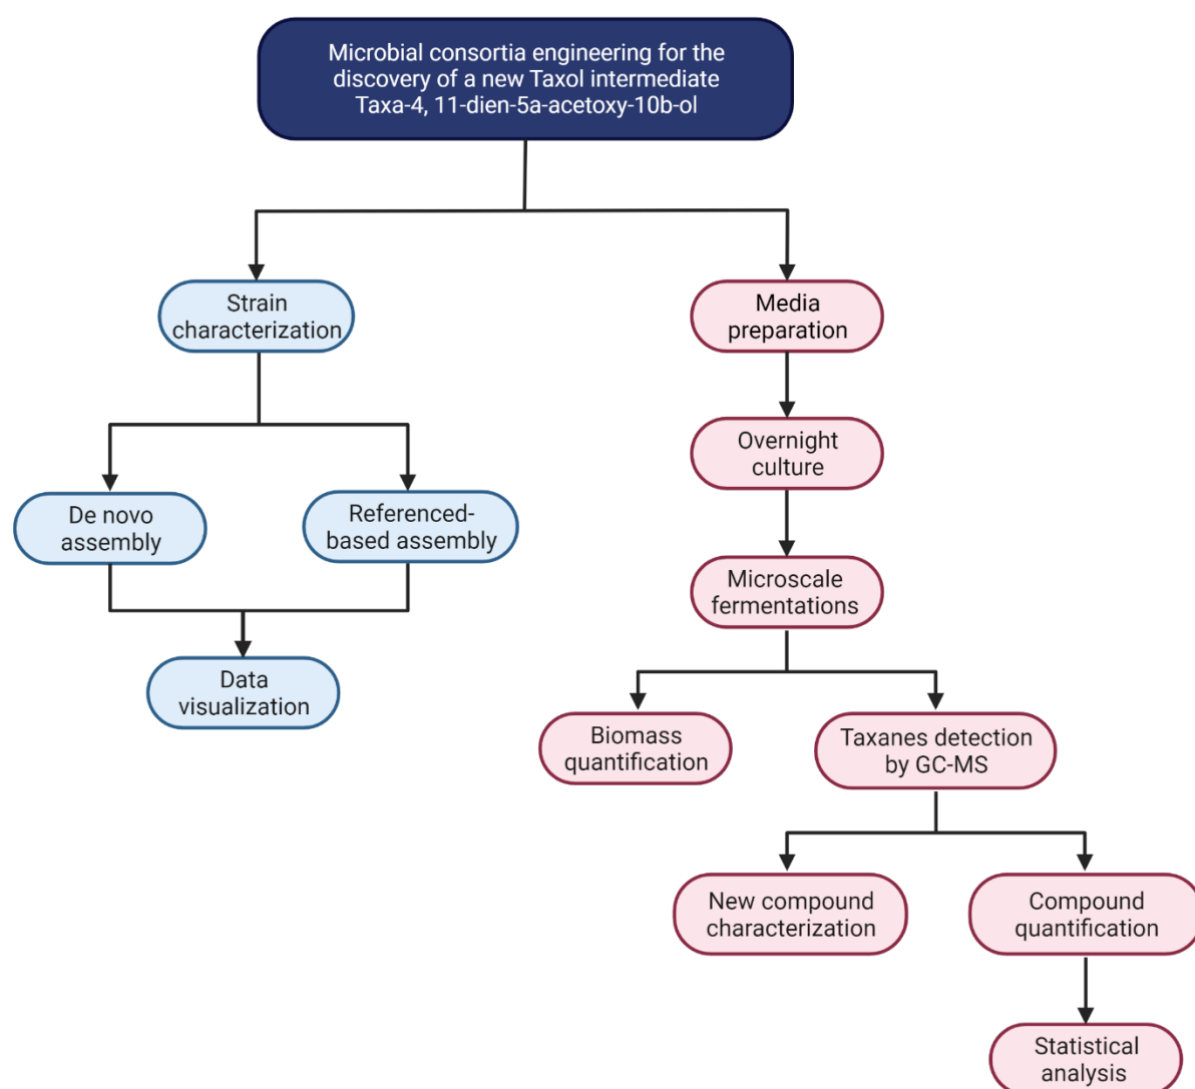 Microbial consortia engineering for the
discovery of a new Taxol intermediate
Taxa-4, 11-dien-5a-acetoxy-10b-ol
Strain
characterization
Media
preparation
Overnight
culture
De novo
assembly
Referenced-
based assembly
Microscale
fermentations
Data
visualization
Biomass
quantification
Taxanes detection
by GC-MS
New compound
characterization
Compound
quantification
Statistical
analysis